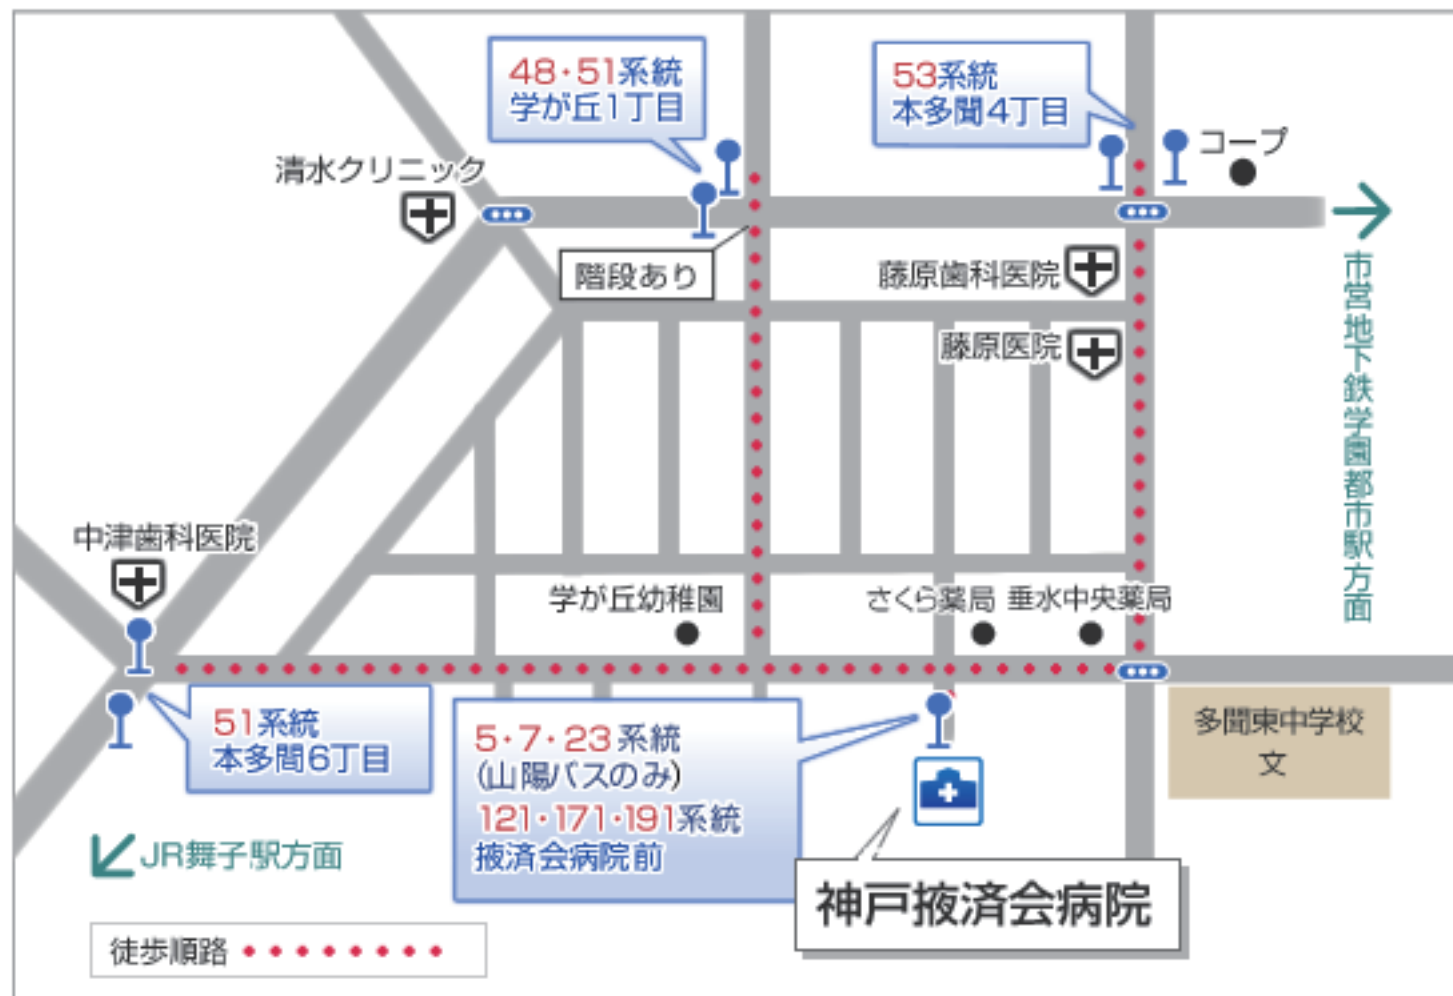 48・51系統
学が丘1丁目
53系統
本多聞4丁目
コープ
清水クリニック
階段あり
藤原歯科医院
藤原医院
市営地下鉄学園都市駅方面
中津歯科医院
学が丘幼稚園
さくら薬局
垂水中央薬局
51系統
本多聞6丁目
5・7・23系統
(山陽バスのみ)
121・171・191系統
掖済会病院前
多聞東中学校
文
JR舞子駅方面
神戸掖済会病院
徒歩順路